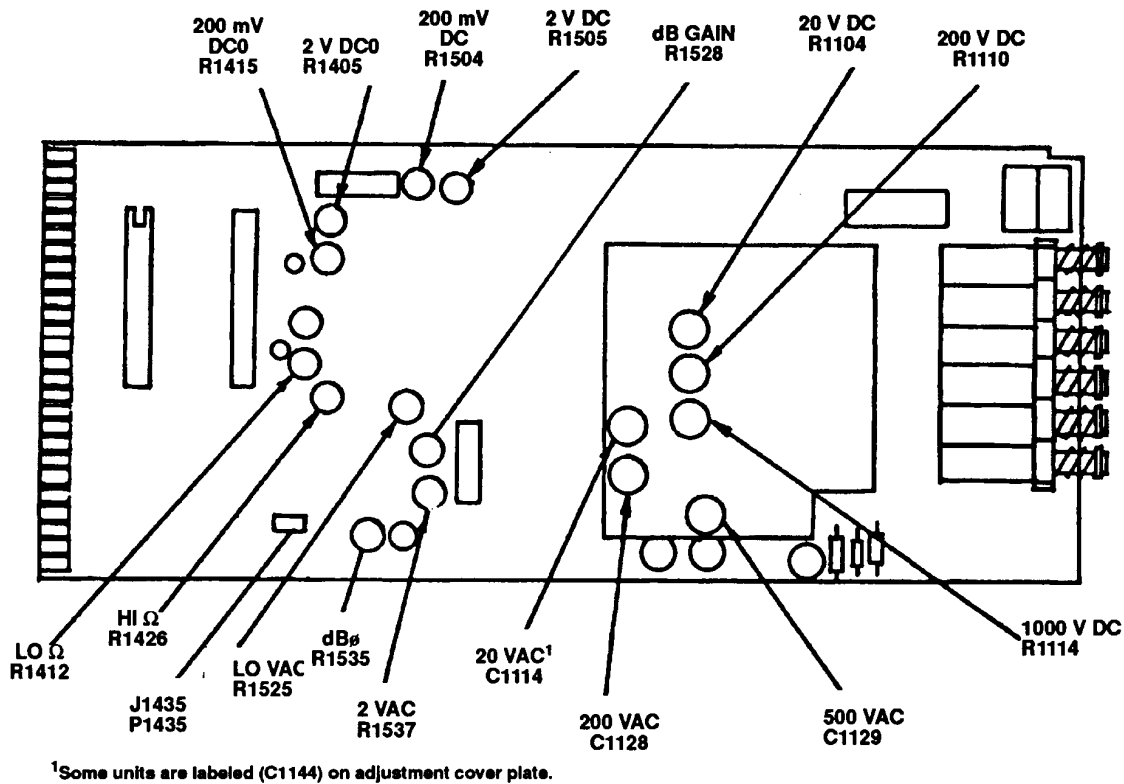 200 mV
DC0
R1415
2 V DC0
R1405
200 mV
DC
R1504
2 V DC
R1505
dB GAIN
R1528
20 V DC
R1104
200 V DC
R1110
LO Ω
R1412
HI Ω
R1426
J1435
P1435
LO VAC
R1525
dBø
R1535
2 VAC
R1537
20 VAC¹
C1114
200 VAC
C1128
500 VAC
C1129
1000 V DC
R1114
¹Some units are labeled (C1144) on adjustment cover plate.